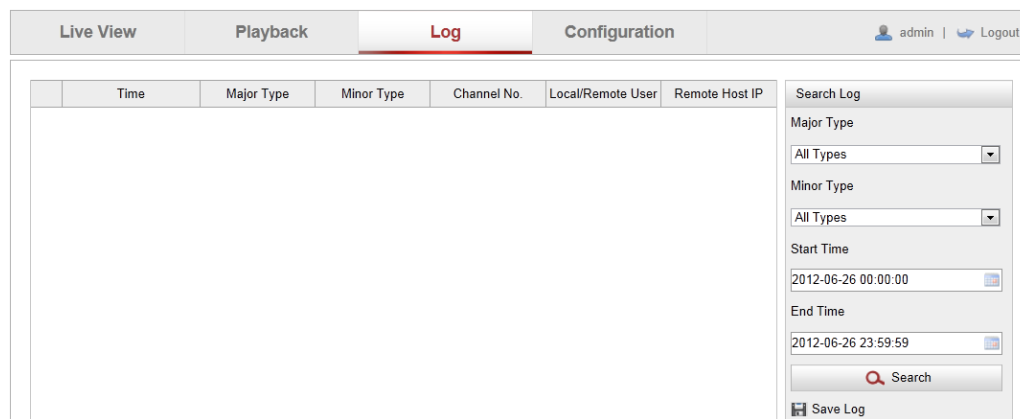 Live View Playback Log Configuration admin | Logout
Time Major Type Minor Type Channel No. Local/Remote User Remote Host IP
Search Log
Major Type
All Types
Minor Type
All Types
Start Time
2012-06-26 00:00:00
End Time
2012-06-26 23:59:59
Search
Save Log